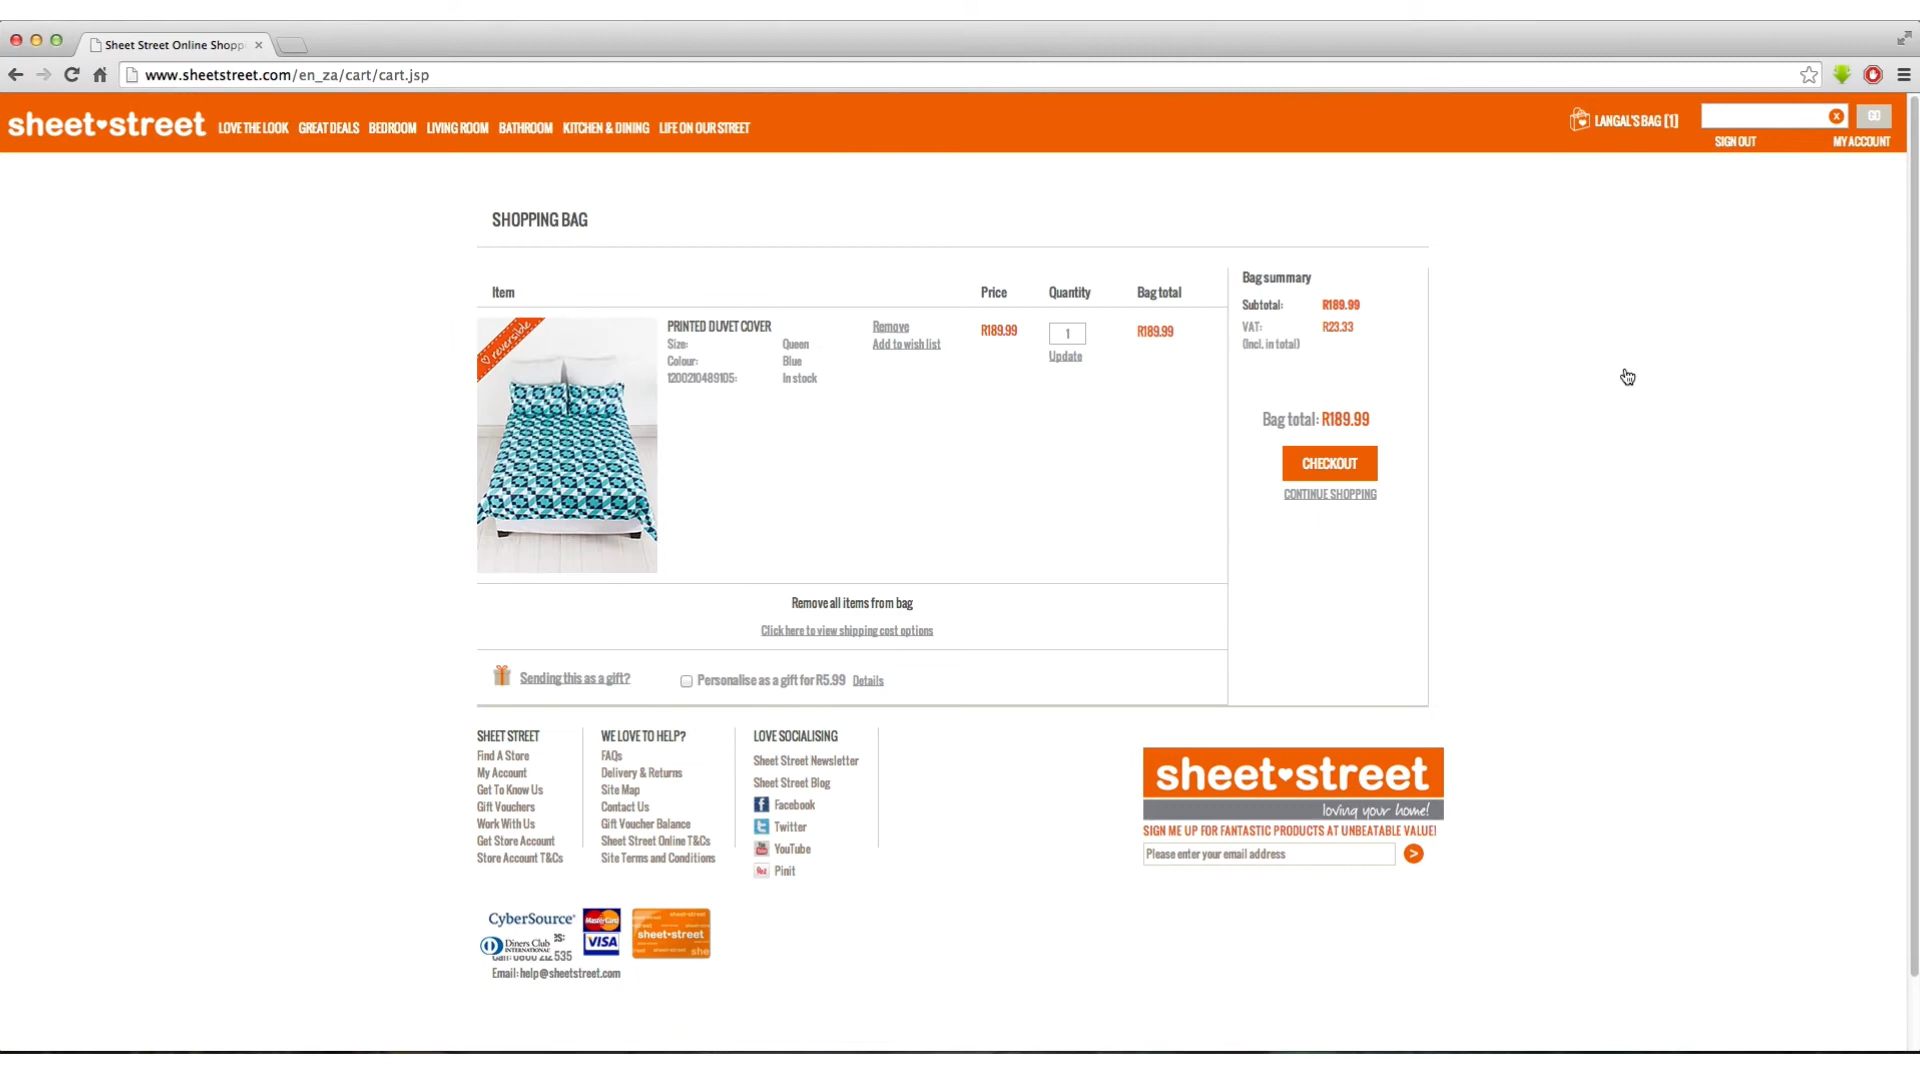 Sheet Street Online Shopp
www.sheetstreet.com/en_za/cart/cart.jsp
sheet street LOVE THE LOOK GREAT DEALS BEDROOM LIVING ROOM BATHROOM KITCHEN & DINING LIFE ON OUR STREET
LANGAL'S BAG [1] GO
SIGN OUT MY ACCOUNT
SHOPPING BAG
Item Price Quantity Bag total
reversible
PRINTED DUVET COVER Remove R189.99 1 R189.99
Size: Queen Add to wish list
Colour: Blue Update
1200210489105: In stock
Bag summary
Subtotal: R189.99
VAT: R23.33
(Incl. in total)
Bag total: R189.99
CHECKOUT
CONTINUE SHOPPING
Remove all items from bag
Click here to view shipping cost options
Sending this as a gift? Personalise as a gift for R5.99 Details
SHEET STREET
Find A Store
My Account
Get To Know Us
Gift Vouchers
Work With Us
Get Store Account
Store Account T&Cs
WE LOVE TO HELP?
FAQs
Delivery & Returns
Site Map
Contact Us
Gift Voucher Balance
Sheet Street Online T&Cs
Site Terms and Conditions
LOVE SOCIALISING
Sheet Street Newsletter
Sheet Street Blog
Facebook
Twitter
YouTube
Pinit
sheet street
loving your home!
SIGN ME UP FOR FANTASTIC PRODUCTS AT UNBEATABLE VALUE!
Please enter your email address >
CyberSource MasterCard
Diners Club VISA sheet street
INTERNATIONAL
Call: 0800 212 535
Email: help@sheetstreet.com